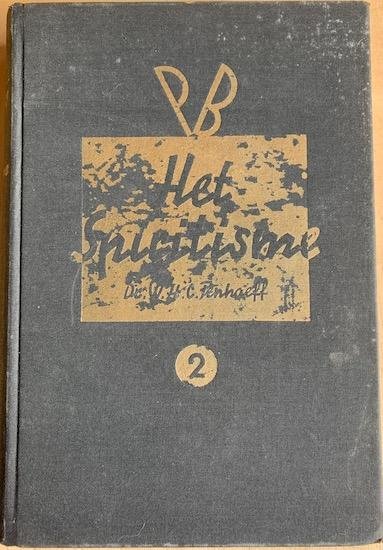 PB
Het
Spiritisme
Dr. W.H.C. Tenhaeff
2